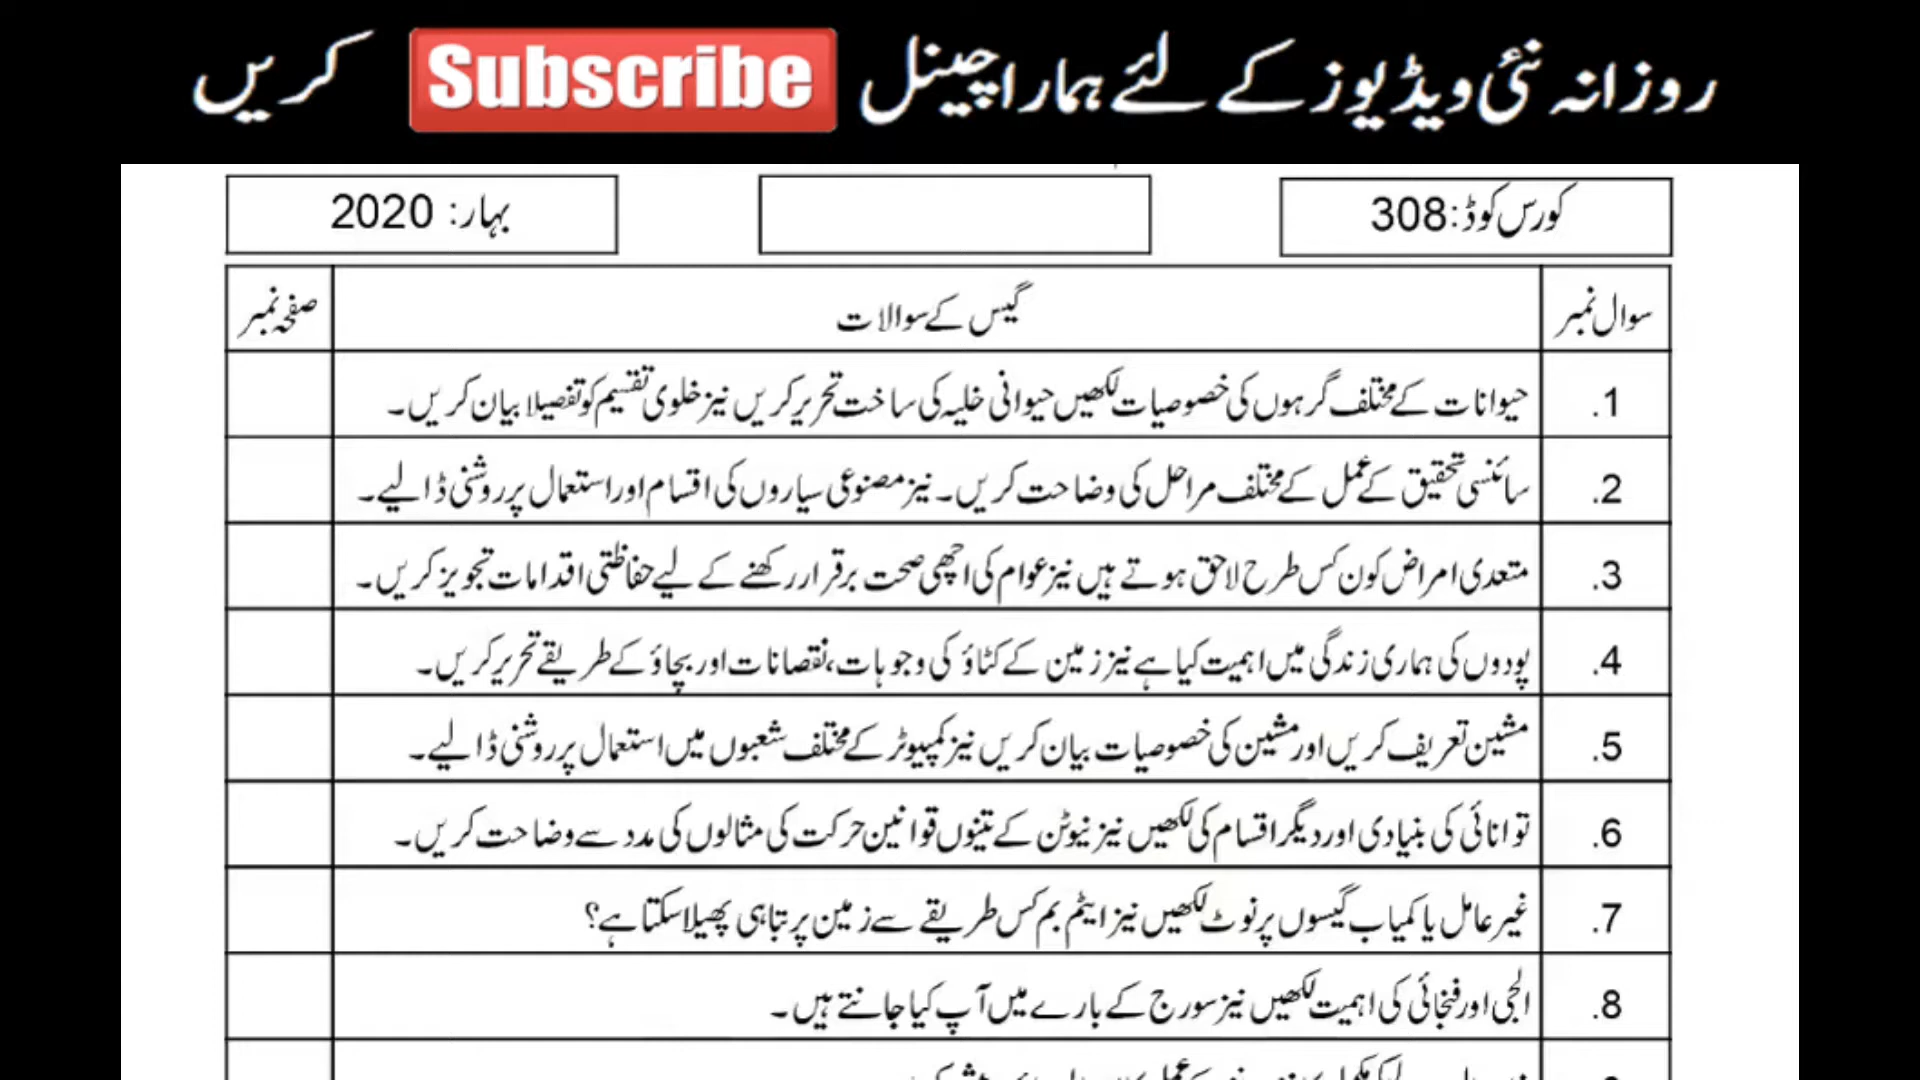 روزانہ نئی ویڈیوز کے لئے ہمارا چینل Subscribe کریں
کورس کوڈ: 308
بہار: 2020
سوال نمبر گیس کے سوالات صفحہ نمبر
1. حیوانات کے مختلف گرہوں کی خصوصیات لکھیں حیوانی خلیہ کی ساخت تحریر کریں نیز خلوی تقسیم کو تفصیلا بیان کریں۔
2. سائنسی تحقیق کے عمل کے مختلف مراحل کی وضاحت کریں۔ نیز مصنوعی سیاروں کی اقسام اور استعمال پر روشنی ڈالیے۔
3. متعدی امراض کون کس طرح لاحق ہوتے ہیں نیز عوام کی اچھی صحت برقرار رکھنے کے لیے حفاظتی اقدامات تجویز کریں۔
4. پودوں کی ہماری زندگی میں اہمیت کیا ہے نیز زمین کے کٹاؤ کی وجوہات، نقصانات اور بچاؤ کے طریقے تحریر کریں۔
5. مشین تعریف کریں اور مشین کی خصوصیات بیان کریں نیز کمپیوٹر کے مختلف شعبوں میں استعمال پر روشنی ڈالیے۔
6. توانائی کی بنیادی اور دیگر اقسام کی لکھیں نیز نیوٹن کے تینوں قوانین حرکت کی مثالوں کی مدد سے وضاحت کریں۔
7. غیر عامل یا کمیاب گیسوں پر نوٹ لکھیں نیز ایٹم بم کس طریقے سے زمین پر تباہی پھیلا سکتا ہے؟
8. الجی اور فنجائی کی اہمیت لکھیں نیز سورج کے بارے میں آپ کیا جانتے ہیں۔